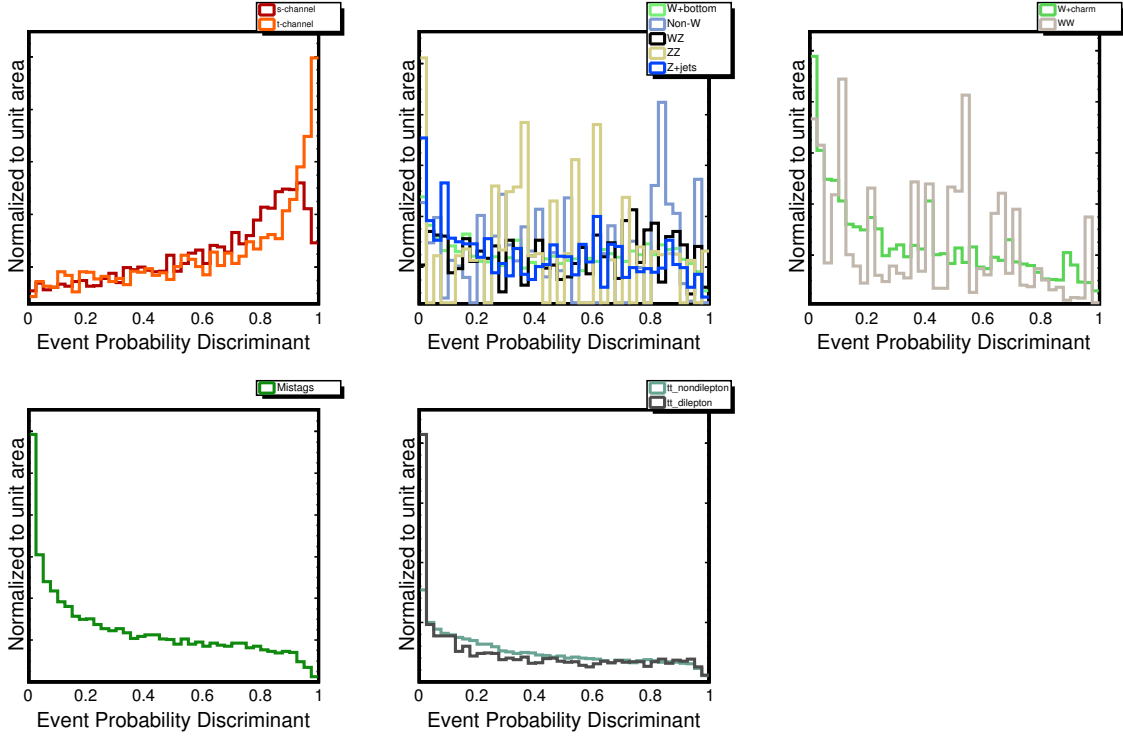 s-channel
t-channel
Normalized to unit area
0 0.2 0.4 0.6 0.8 1
Event Probability Discriminant
W+bottom
Non-W
WZ
ZZ
Z+jets
Normalized to unit area
0 0.2 0.4 0.6 0.8 1
Event Probability Discriminant
W+charm
WW
Normalized to unit area
0 0.2 0.4 0.6 0.8 1
Event Probability Discriminant
Mistags
Normalized to unit area
0 0.2 0.4 0.6 0.8 1
Event Probability Discriminant
tt_nondilepton
tt_dilepton
Normalized to unit area
0 0.2 0.4 0.6 0.8 1
Event Probability Discriminant